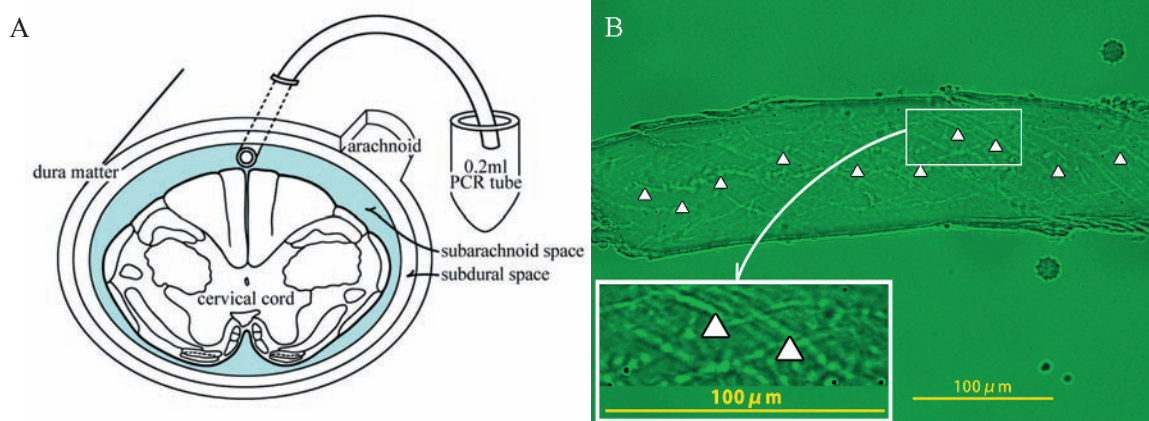 A
dura matter
arachnoid
0.2ml
PCR tube
subarachnoid space
subdural space
cervical cord
B
100 μm
100 μm